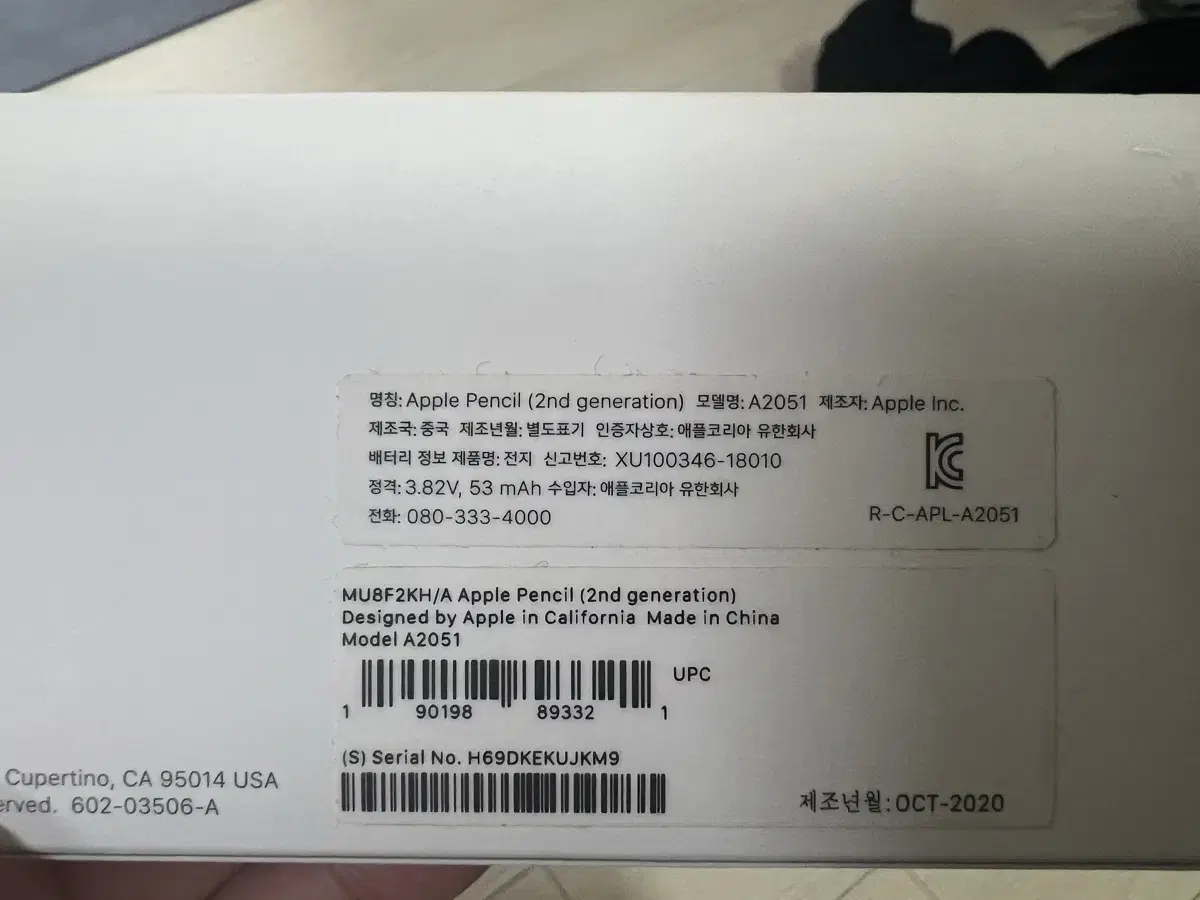 명칭: Apple Pencil (2nd generation) 모델명: A2051 제조자: Apple Inc.
제조국: 중국 제조년월: 별도표기 인증자상호: 애플코리아 유한회사
배터리 정보 제품명: 전지 신고번호: XU100346-18010
정격: 3.82V, 53 mAh 수입자: 애플코리아 유한회사
전화: 080-333-4000
R-C-APL-A2051
MU8F2KH/A Apple Pencil (2nd generation)
Designed by Apple in California Made in China
Model A2051
UPC
1 90198 89332 1
(S) Serial No. H69DKEKUJKM9
제조년월:OCT-2020
Cupertino, CA 95014 USA
erved. 602-03506-A